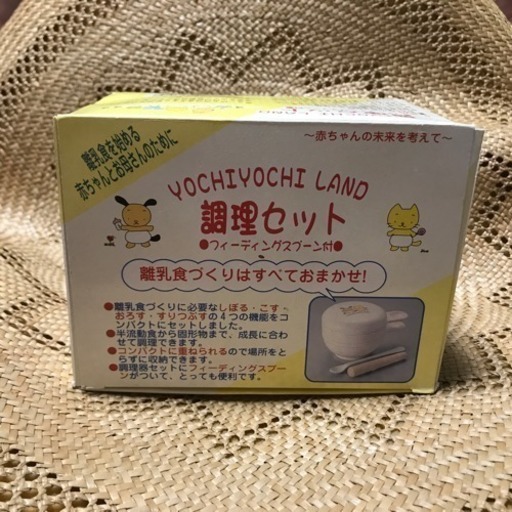 離乳食を始める
赤ちゃんとお母さんのために
～赤ちゃんの未来を考えて～
YOCHIYOCHI LAND
調理セット
●フィーディングスプーン付●
離乳食づくりはすべておまかせ!
●離乳食づくりに必要なしぼる・こす・
おろす・すりつぶすの4つの機能をコ
ンパクトにセットしました。
●半流動食から固形物まで、成長に合わ
せて調理できます。
●コンパクトに重ねられるので場所をと
らずに収納できます。
●調理器セットにフィーディングスプー
ンがついて、とっても便利です。